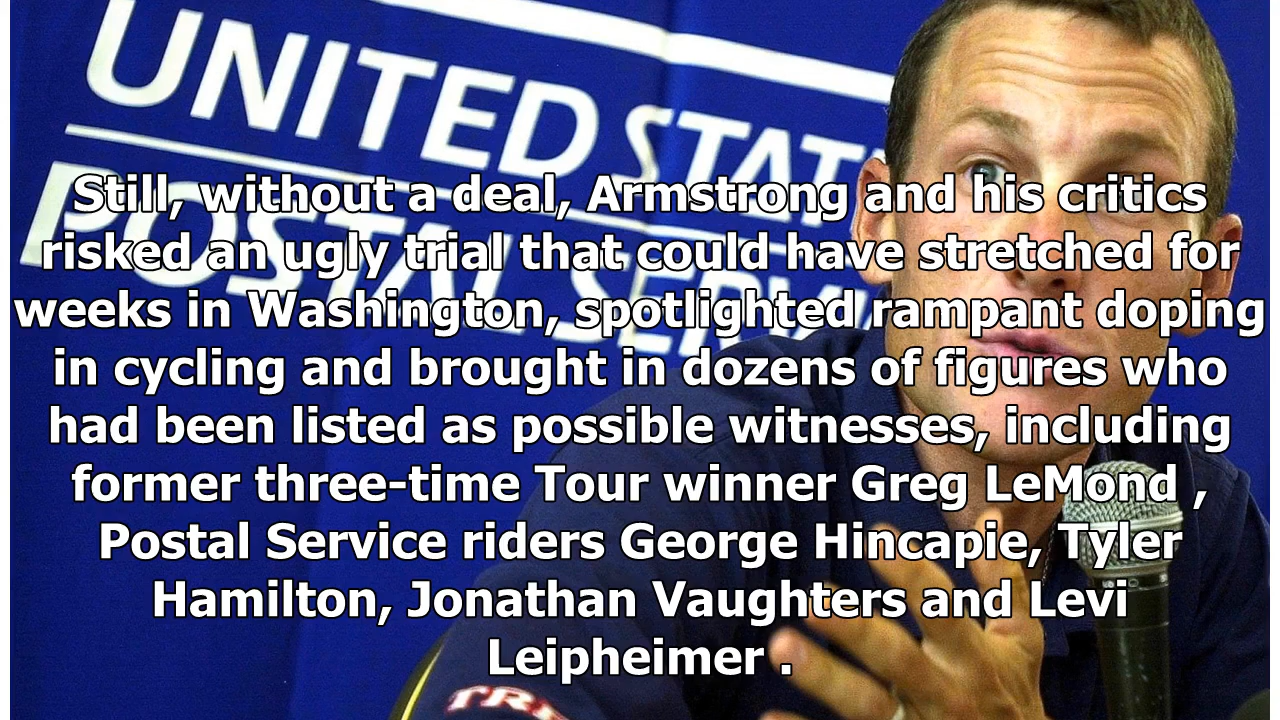 UNITED STAT
POSTAL SERVI
Still, without a deal, Armstrong and his critics
risked an ugly trial that could have stretched for
weeks in Washington, spotlighted rampant doping
in cycling and brought in dozens of figures who
had been listed as possible witnesses, including
former three-time Tour winner Greg LeMond ,
Postal Service riders George Hincapie, Tyler
Hamilton, Jonathan Vaughters and Levi
Leipheimer .